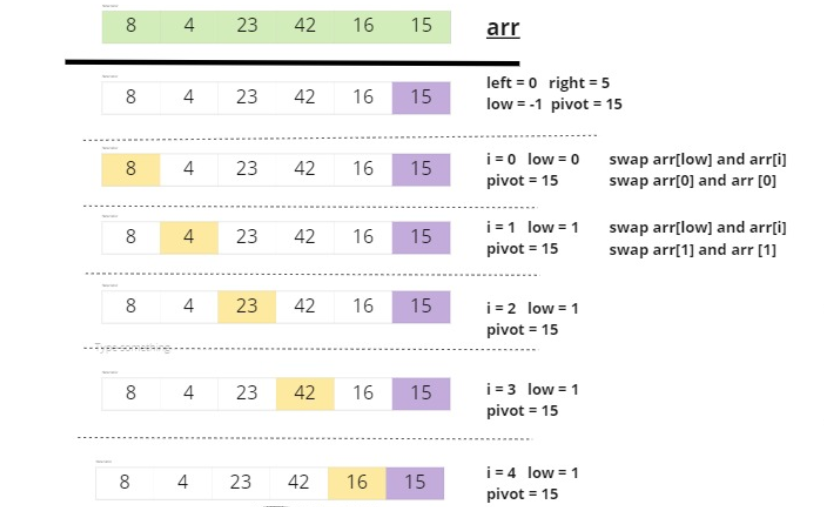 8 4 23 42 16 15 arr
8 4 23 42 16 15
left = 0 right = 5
low = -1 pivot = 15
8 4 23 42 16 15
i = 0 low = 0 swap arr[low] and arr[i]
pivot = 15 swap arr[0] and arr [0]
8 4 23 42 16 15
i = 1 low = 1 swap arr[low] and arr[i]
pivot = 15 swap arr[1] and arr [1]
8 4 23 42 16 15
i = 2 low = 1
pivot = 15
Type something
8 4 23 42 16 15
i = 3 low = 1
pivot = 15
8 4 23 42 16 15
i = 4 low = 1
pivot = 15